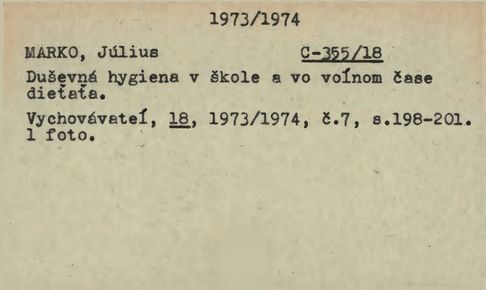 1973/1974
MARKO, Július C-355/18
Duševná hygiena v škole a vo voľnom čase
dieťaťa.
Vychovávateľ, 18, 1973/1974, č.7, s.198-201.
1 foto.